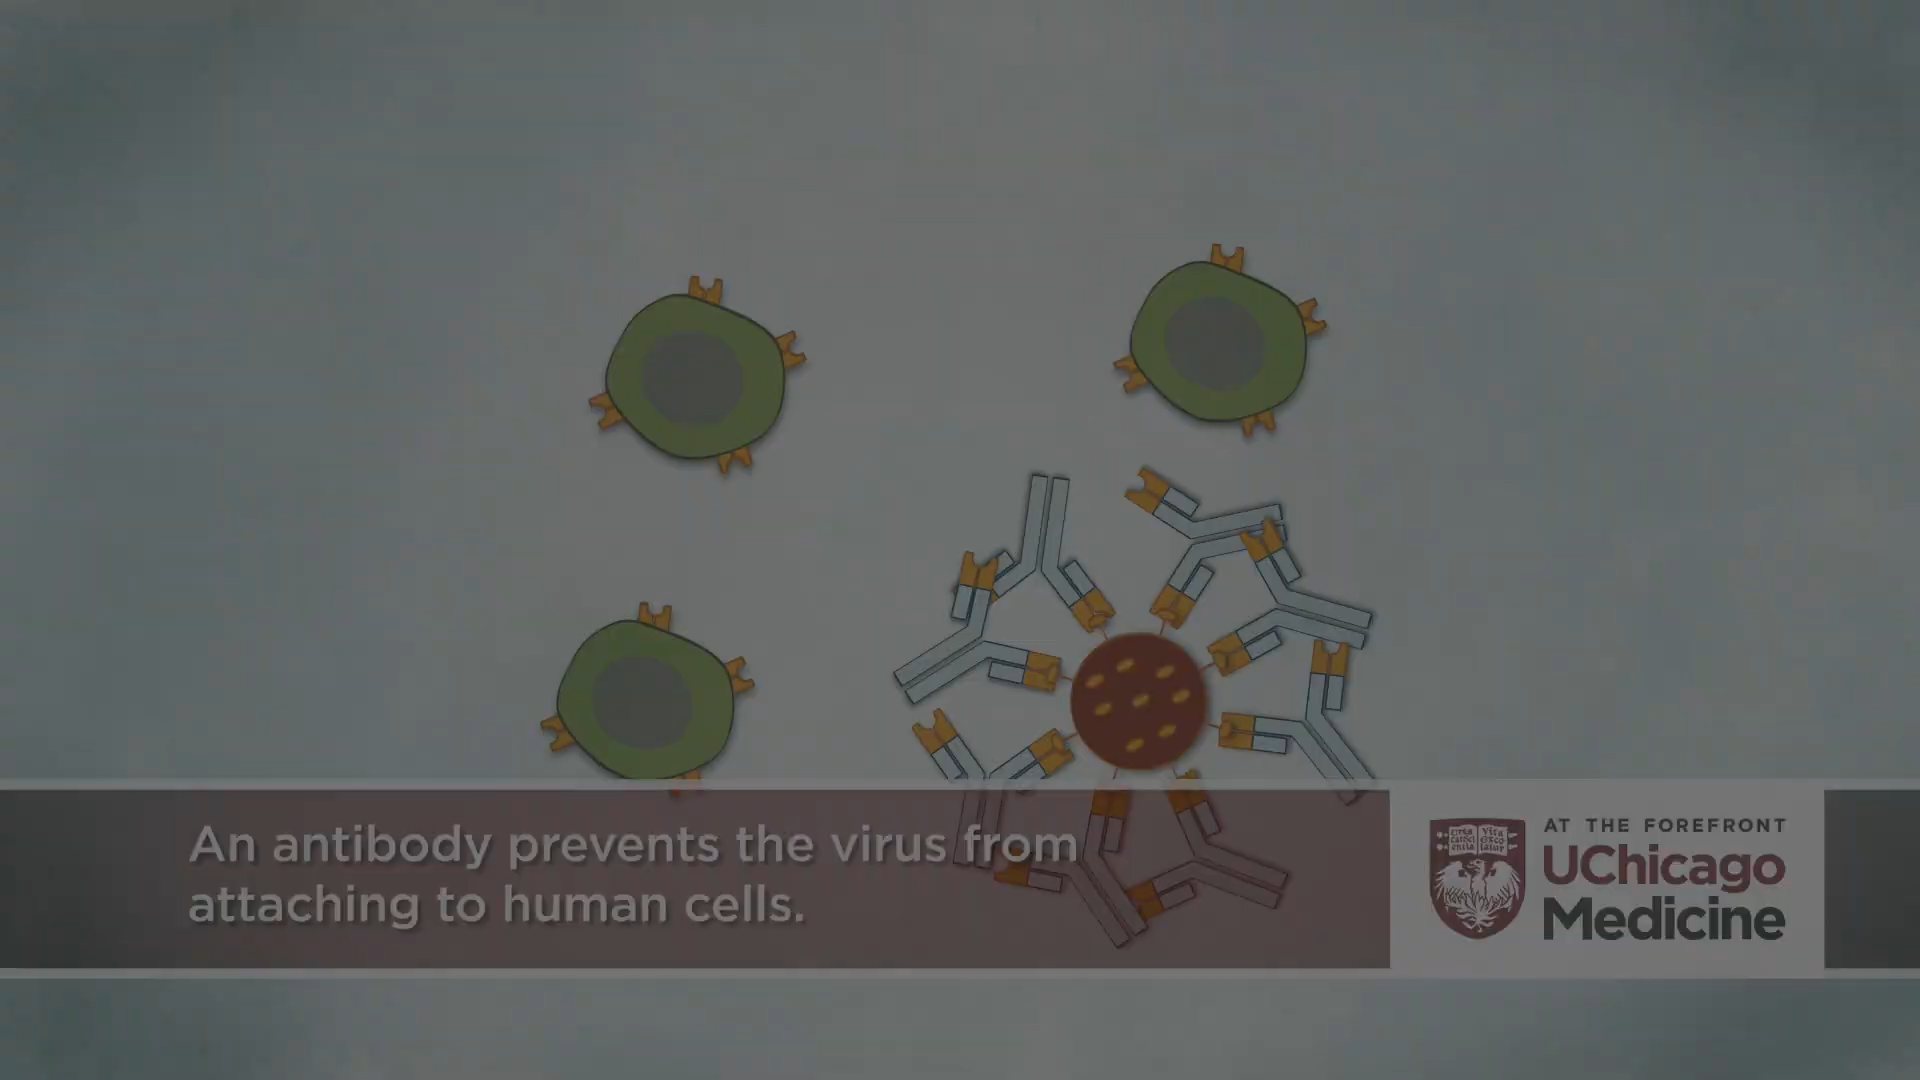 An antibody prevents the virus from
attaching to human cells.
AT THE FOREFRONT
UChicago
Medicine